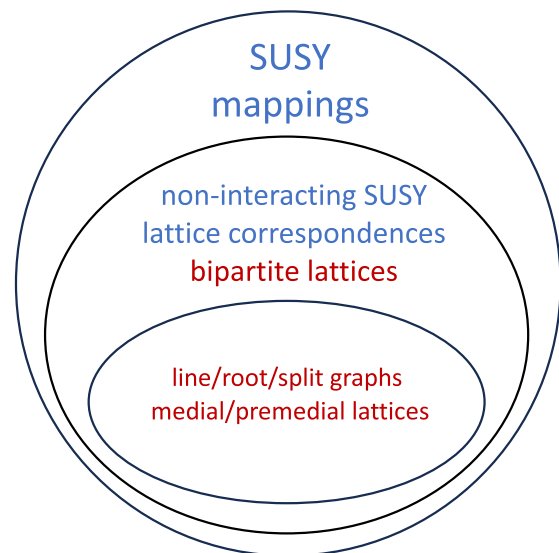 SUSY
mappings
non-interacting SUSY
lattice correspondences
bipartite lattices
line/root/split graphs
medial/premedial lattices